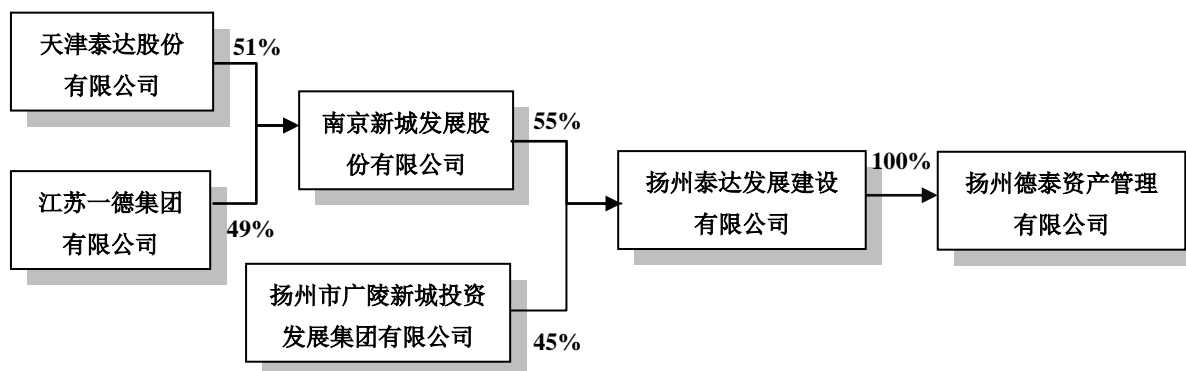 天津泰达股份
有限公司
51%
江苏一德集团
有限公司
49%
南京新城发展股
份有限公司
55%
扬州市广陵新城投资
发展集团有限公司
45%
扬州泰达发展建设
有限公司
100%
扬州德泰资产管理
有限公司